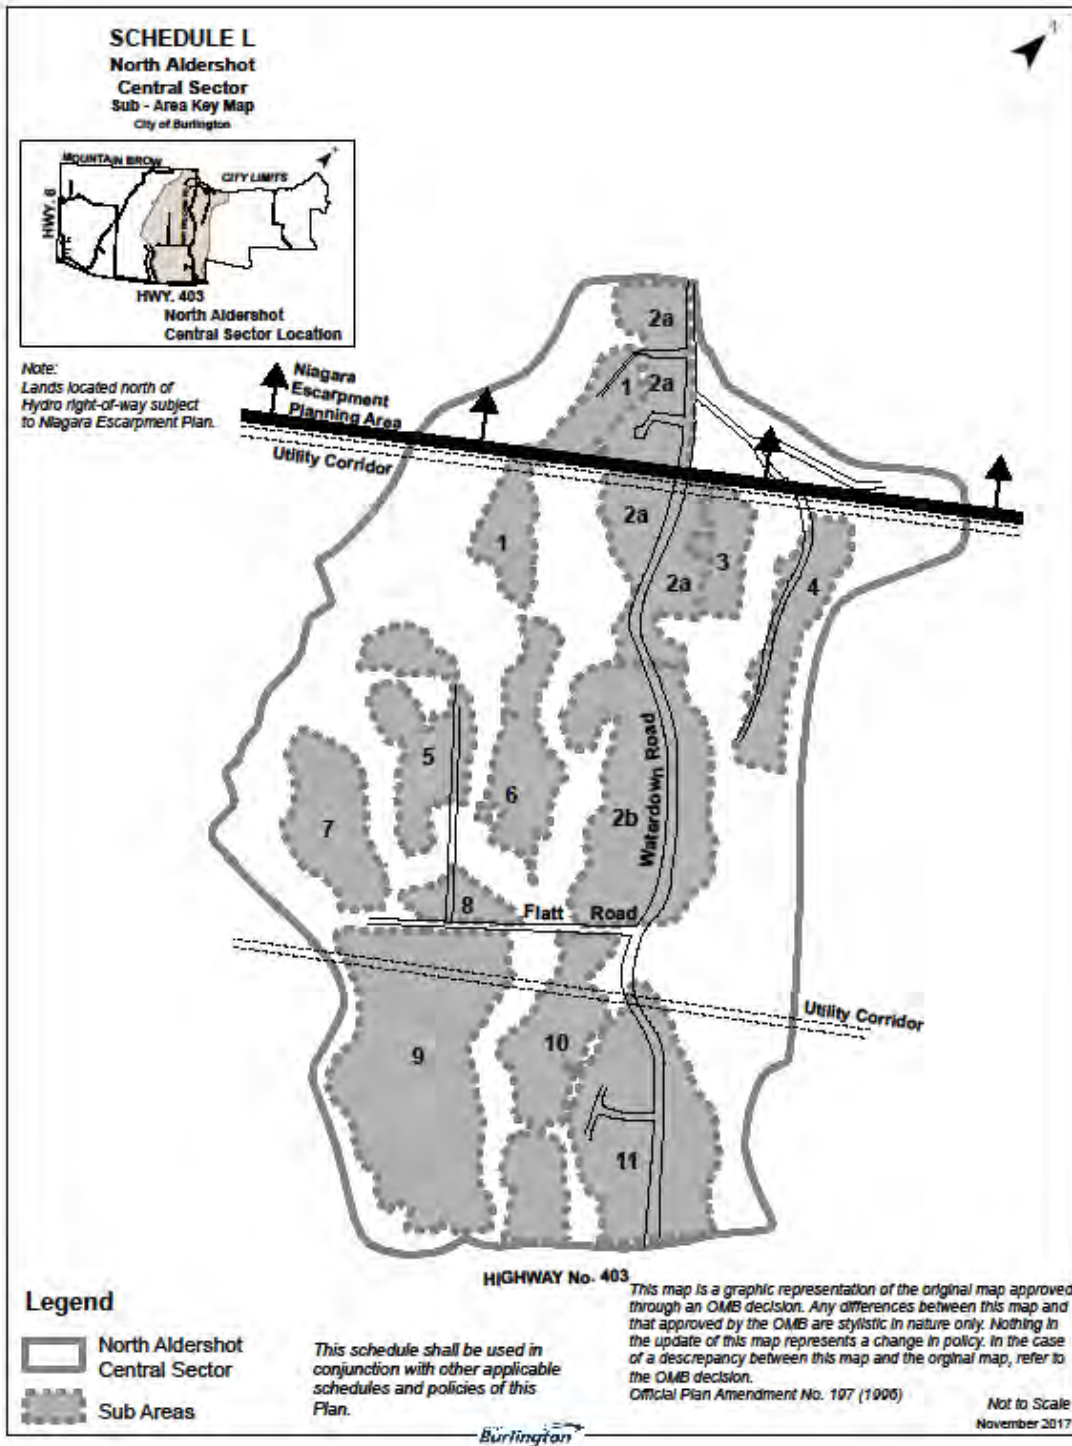 SCHEDULE L
North Aldershot
Central Sector
Sub - Area Key Map
City of Burlington
MOUNTAIN BROW
CITY LIMITS
HWY. 6
HWY. 403
North Aldershot
Central Sector Location
Note:
Lands located north of
Hydro right-of-way subject
to Niagara Escarpment Plan.
Niagara
Escarpment
Planning Area
Utility Corridor
2a
1
2a
2a
1
3
2a
4
5
6
7
2b
Waterdown Road
8
Flatt Road
Utility Corridor
9
10
11
HIGHWAY No. 403
Legend
North Aldershot
Central Sector
Sub Areas
This schedule shall be used in
conjunction with other applicable
schedules and policies of this
Plan.
This map is a graphic representation of the original map approved
through an OMB decision. Any differences between this map and
that approved by the OMB are stylistic in nature only. Nothing in
the update of this map represents a change in policy. In the case
of a descrepancy between this map and the orginal map, refer to
the OMB decision.
Official Plan Amendment No. 197 (1996)
Not to Scale
November 2017
Burlington